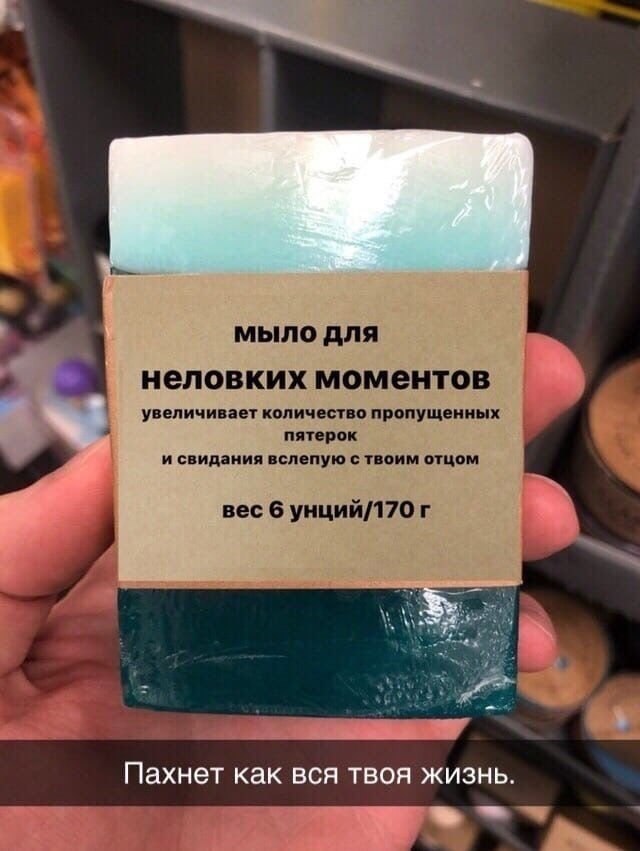 мыло для
неловких моментов
увеличивает количество пропущенных
пятерок
и свидания вслепую с твоим отцом
вес 6 унций/170 г
Пахнет как вся твоя жизнь.